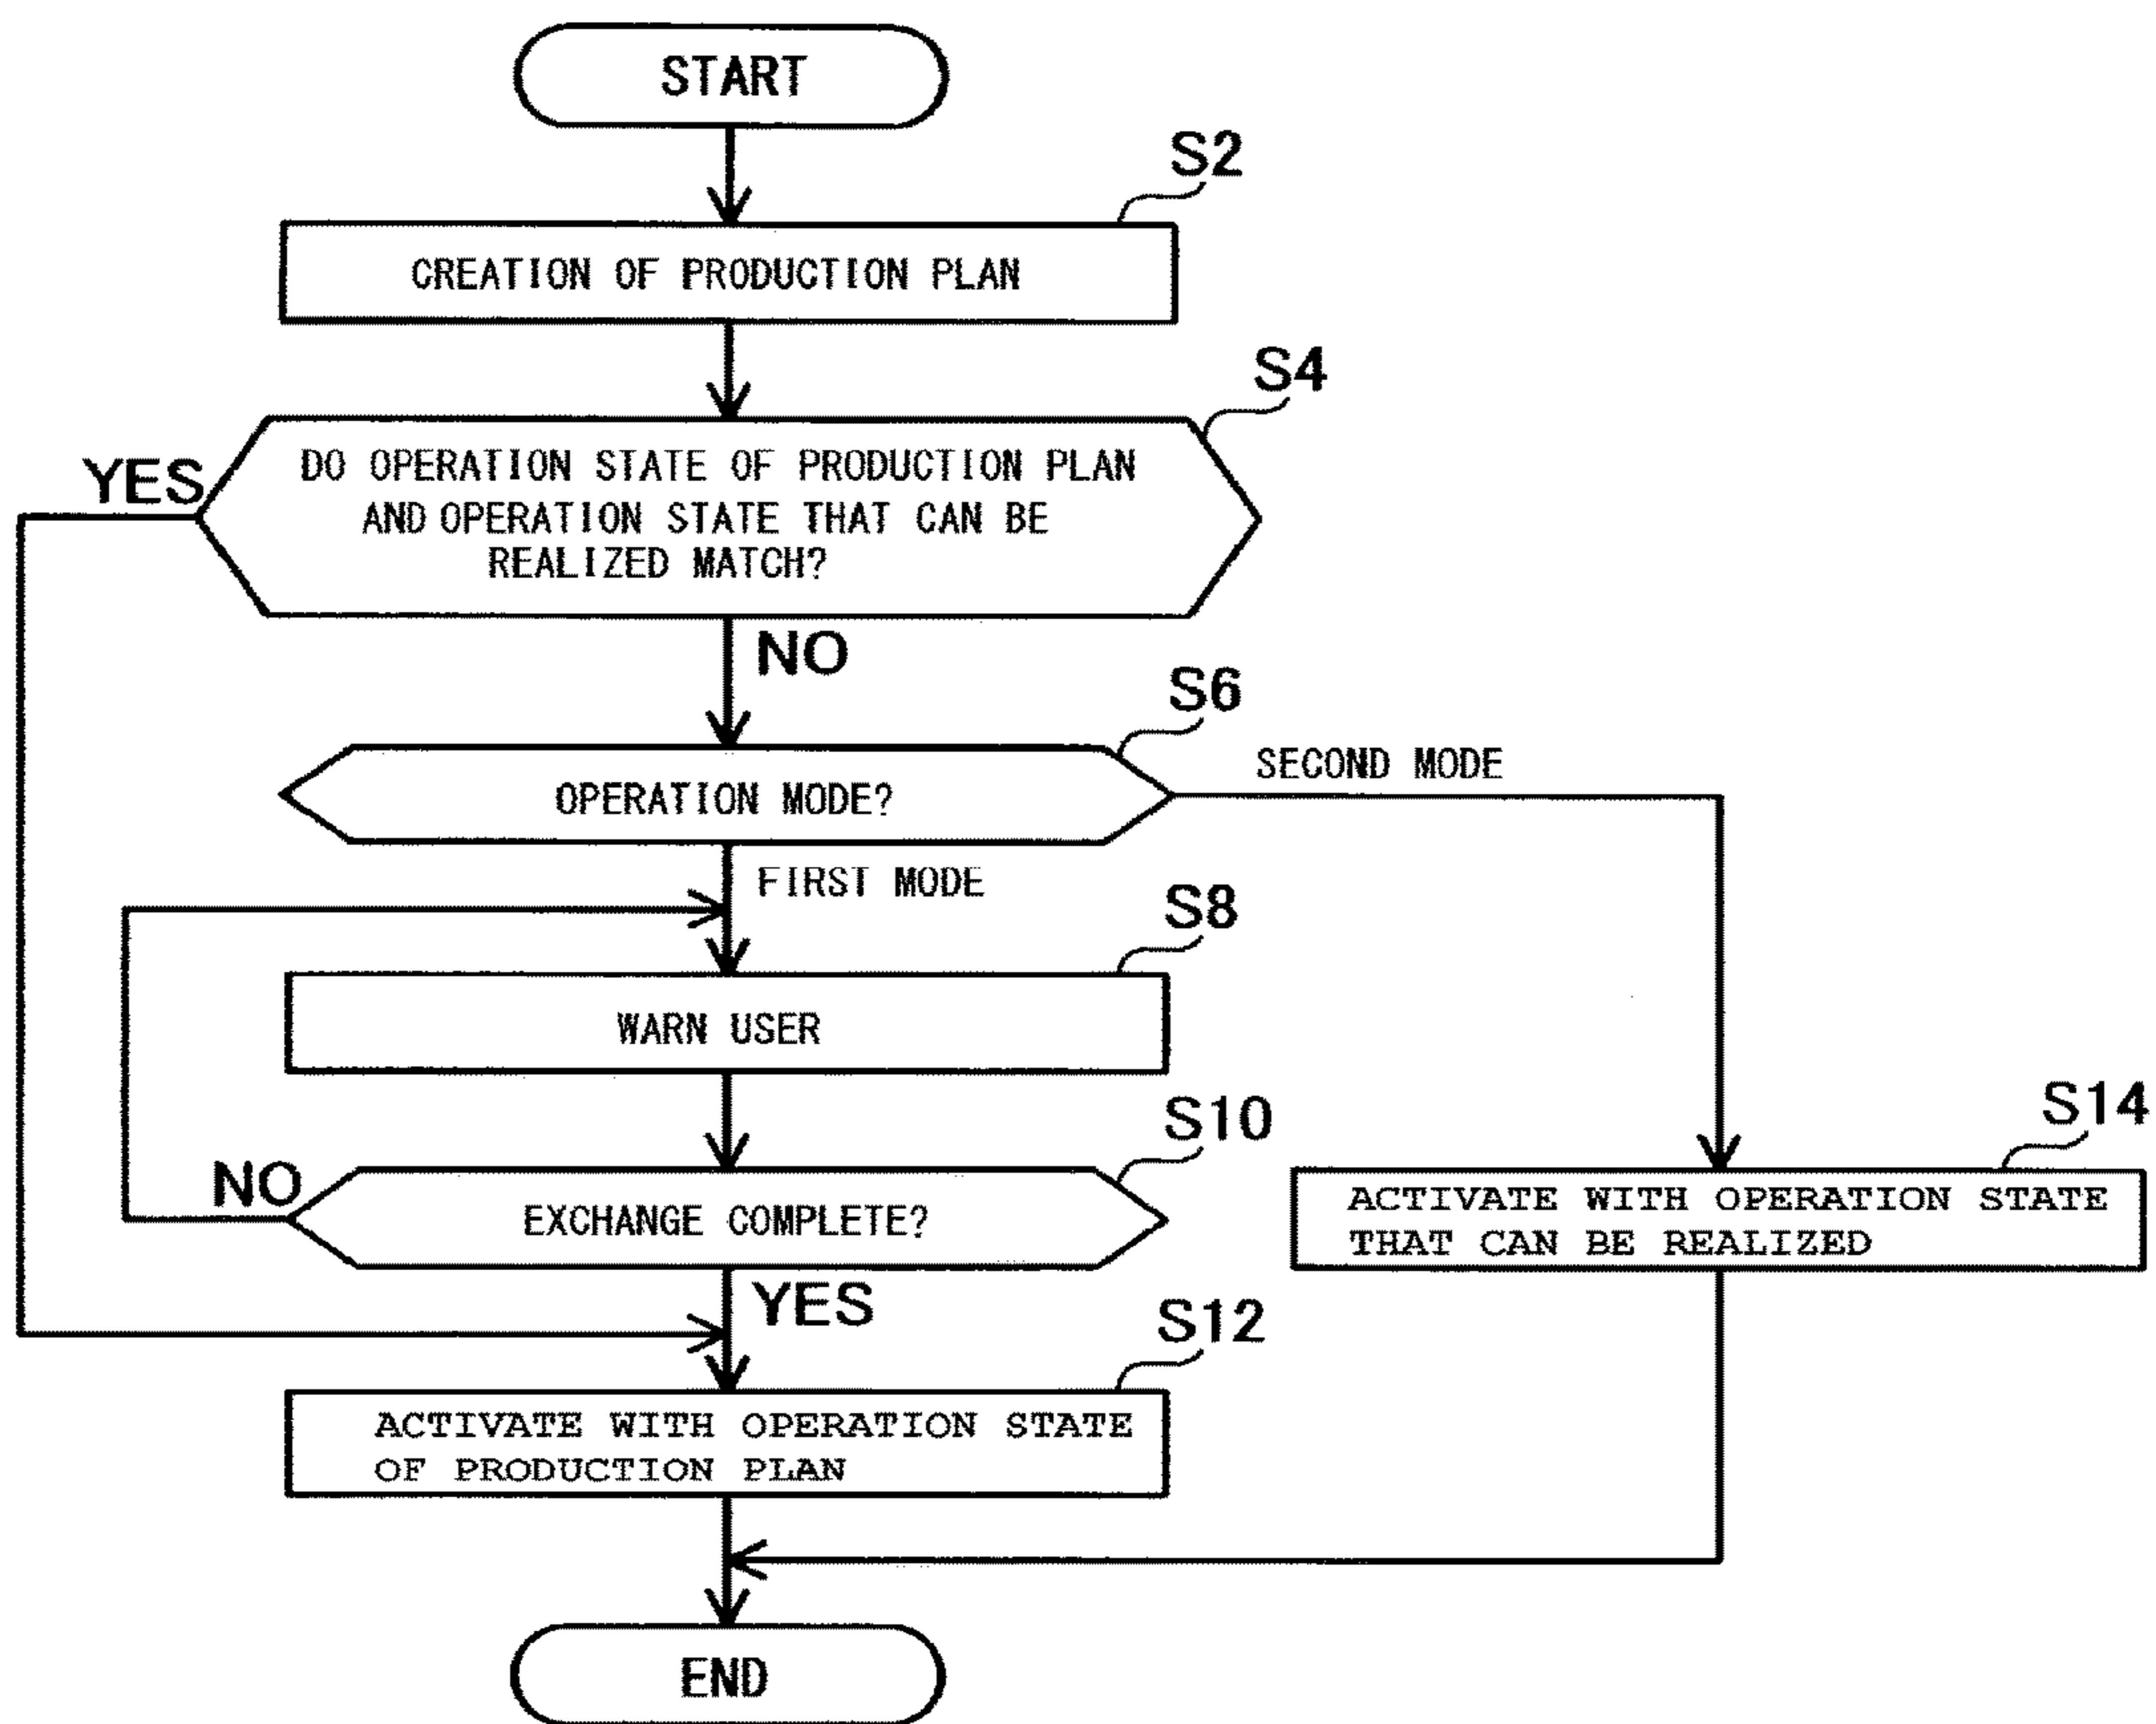 START
S2
CREATION OF PRODUCTION PLAN
S4
YES
DO OPERATION STATE OF PRODUCTION PLAN
AND OPERATION STATE THAT CAN BE
REALIZED MATCH?
NO
S6
SECOND MODE
OPERATION MODE?
FIRST MODE
S8
WARN USER
S10
S14
NO
EXCHANGE COMPLETE?
ACTIVATE WITH OPERATION STATE
THAT CAN BE REALIZED
YES
S12
ACTIVATE WITH OPERATION STATE
OF PRODUCTION PLAN
END